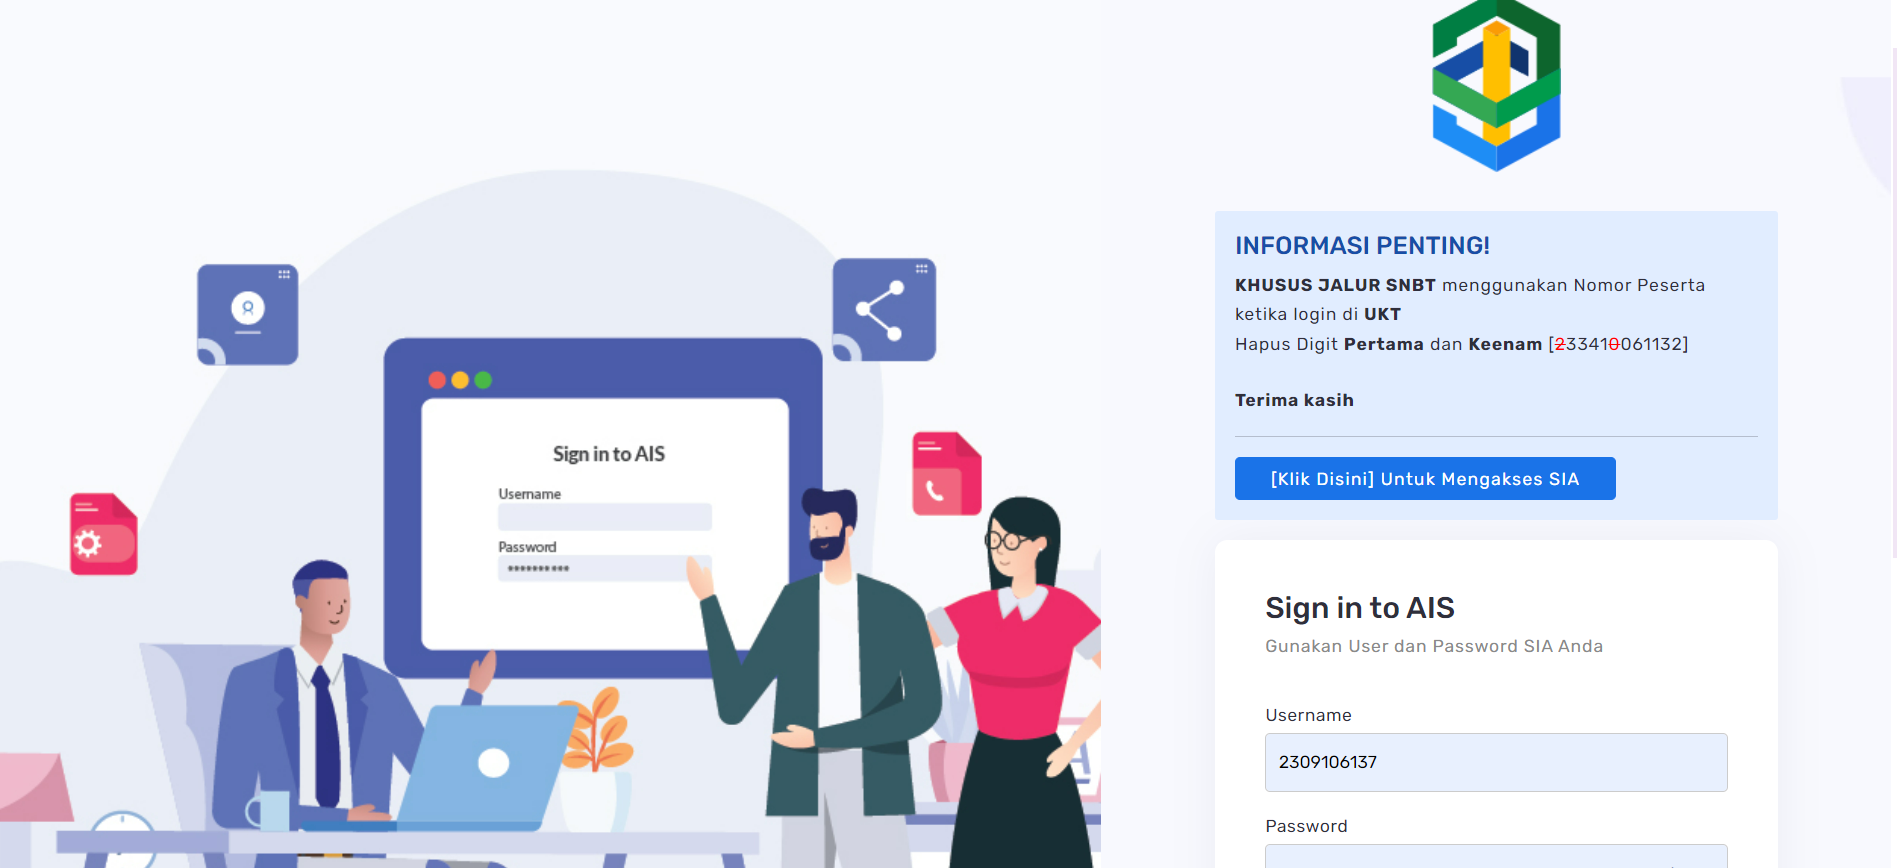 Sign in to AIS
Username
Password
**********
INFORMASI PENTING!
KHUSUS JALUR SNBT menggunakan Nomor Peserta
ketika login di UKT
Hapus Digit Pertama dan Keenam [233410061132]
Terima kasih
[Klik Disini] Untuk Mengakses SIA
Sign in to AIS
Gunakan User dan Password SIA Anda
Username
2309106137
Password